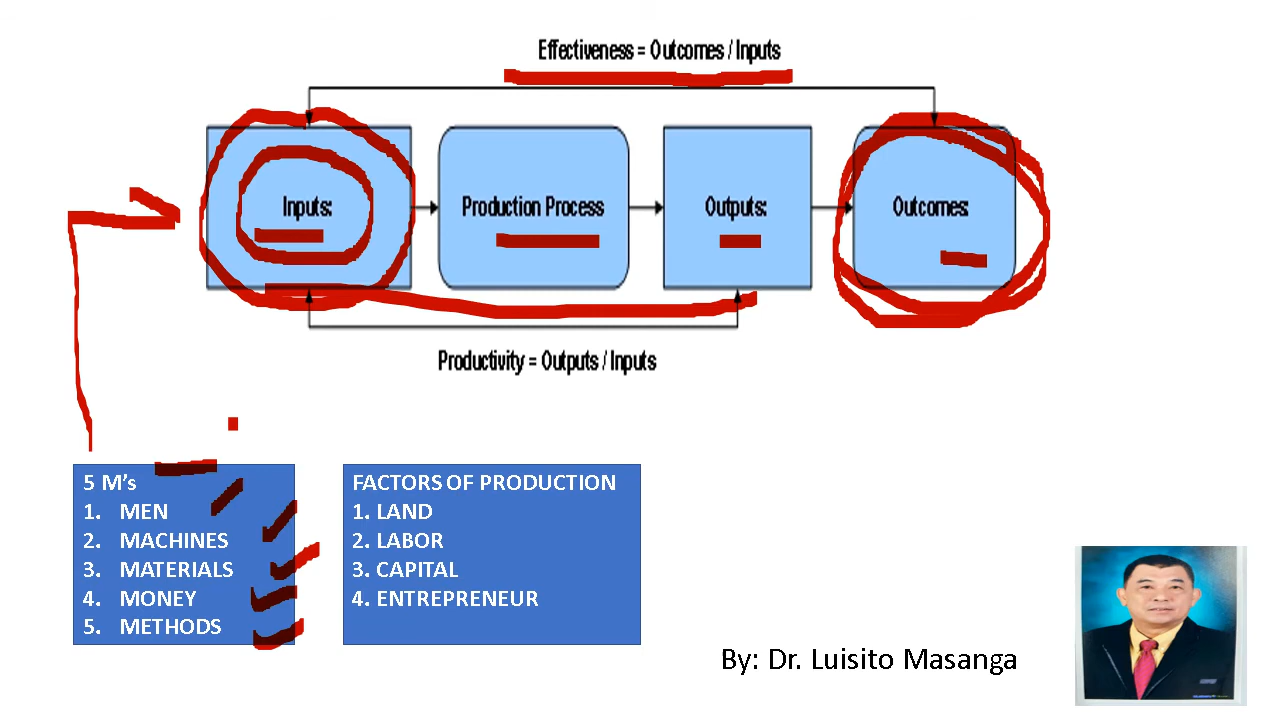 Effectiveness = Outcomes / Inputs
Inputs:
Production Process
Outputs:
Outcomes:
Productivity = Outputs / Inputs
5 M's
1. MEN
2. MACHINES
3. MATERIALS
4. MONEY
5. METHODS
FACTORS OF PRODUCTION
1. LAND
2. LABOR
3. CAPITAL
4. ENTREPRENEUR
By: Dr. Luisito Masanga